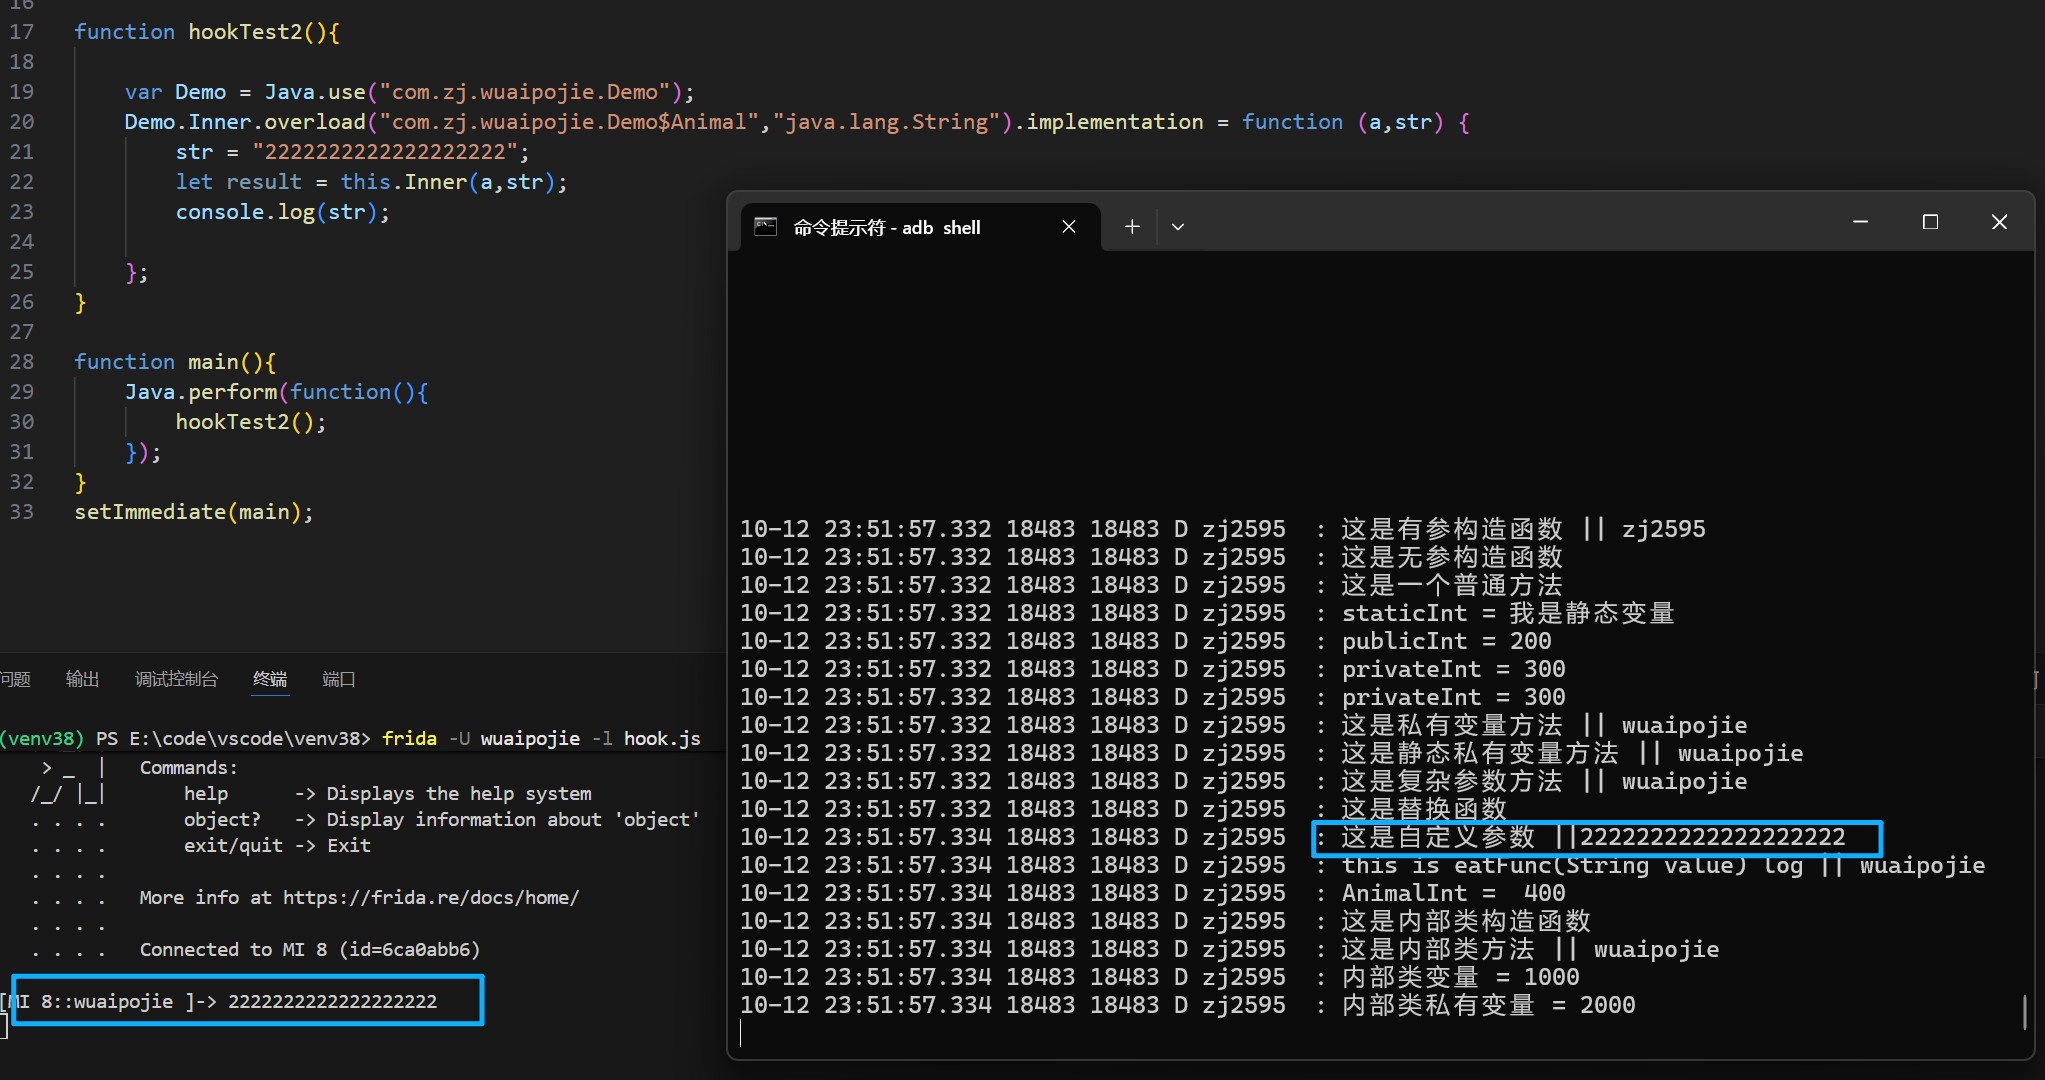 16
17 function hookTest2(){
18
19 var Demo = Java.use("com.zj.wuaipojie.Demo");
20 Demo.Inner.overload("com.zj.wuaipojie.Demo$Animal","java.lang.String").implementation = function (a,str) {
21 str = "2222222222222222222";
22 let result = this.Inner(a,str);
23 console.log(str);
24
25 };
26 }
27
28 function main(){
29 Java.perform(function(){
30 hookTest2();
31 });
32 }
33 setImmediate(main);
问题 输出 调试控制台 终端 端口
(venv38) PS E:\code\vscode\venv38> frida -U wuaipojie -l hook.js
> _ | Commands:
/_/ |_| help -> Displays the help system
. . . . object? -> Display information about 'object'
. . . . exit/quit -> Exit
. . . .
. . . . More info at https://frida.re/docs/home/
. . . .
. . . . Connected to MI 8 (id=6ca0abb6)
[MI 8::wuaipojie ]-> 2222222222222222222
命令提示符 - adb shell
10-12 23:51:57.332 18483 18483 D zj2595 : 这是有参构造函数 || zj2595
10-12 23:51:57.332 18483 18483 D zj2595 : 这是无参构造函数
10-12 23:51:57.332 18483 18483 D zj2595 : 这是一个普通方法
10-12 23:51:57.332 18483 18483 D zj2595 : staticInt = 我是静态变量
10-12 23:51:57.332 18483 18483 D zj2595 : publicInt = 200
10-12 23:51:57.332 18483 18483 D zj2595 : privateInt = 300
10-12 23:51:57.332 18483 18483 D zj2595 : privateInt = 300
10-12 23:51:57.332 18483 18483 D zj2595 : 这是私有变量方法 || wuaipojie
10-12 23:51:57.332 18483 18483 D zj2595 : 这是静态私有变量方法 || wuaipojie
10-12 23:51:57.332 18483 18483 D zj2595 : 这是复杂参数方法 || wuaipojie
10-12 23:51:57.332 18483 18483 D zj2595 : 这是替换函数
10-12 23:51:57.334 18483 18483 D zj2595 : 这是自定义参数 ||2222222222222222222
10-12 23:51:57.334 18483 18483 D zj2595 : this is eatFunc(String value) log || wuaipojie
10-12 23:51:57.334 18483 18483 D zj2595 : AnimalInt =  400
10-12 23:51:57.334 18483 18483 D zj2595 : 这是内部类构造函数
10-12 23:51:57.334 18483 18483 D zj2595 : 这是内部类方法 || wuaipojie
10-12 23:51:57.334 18483 18483 D zj2595 : 内部类变量 = 1000
10-12 23:51:57.334 18483 18483 D zj2595 : 内部类私有变量 = 2000